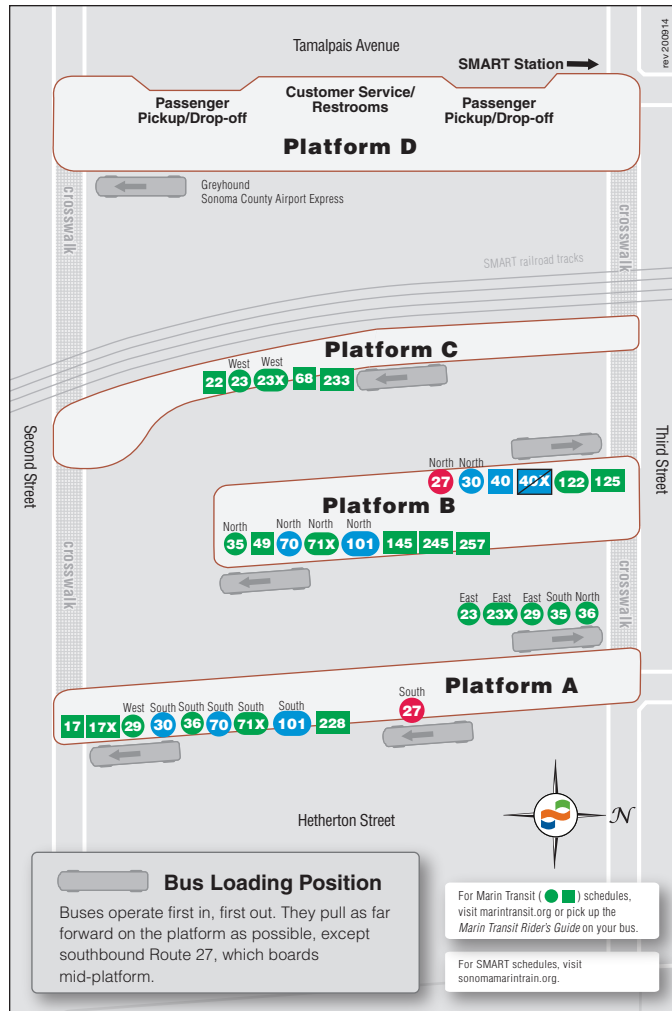 rev 200914
Tamalpais Avenue
SMART Station
Passenger
Pickup/Drop-off
Customer Service/
Restrooms
Passenger
Pickup/Drop-off
Platform D
crosswalk
crosswalk
Greyhound
Sonoma County Airport Express
SMART railroad tracks
Platform C
West West
22 23 23X 68 233
Second Street
Third Street
North North
27 30 40 40X 122 125
Platform B
North North North North
35 49 70 71X 101 145 245 257
crosswalk
crosswalk
East East East South North
23 23X 29 35 36
Platform A
South
27
West South South South South South
17 17X 29 30 36 70 71X 101 228
Hetherton Street
N
Bus Loading Position
Buses operate first in, first out. They pull as far
forward on the platform as possible, except
southbound Route 27, which boards
mid-platform.
For Marin Transit ( ) schedules,
visit marintransit.org or pick up the
Marin Transit Rider's Guide on your bus.
For SMART schedules, visit
sonomamarintrain.org.